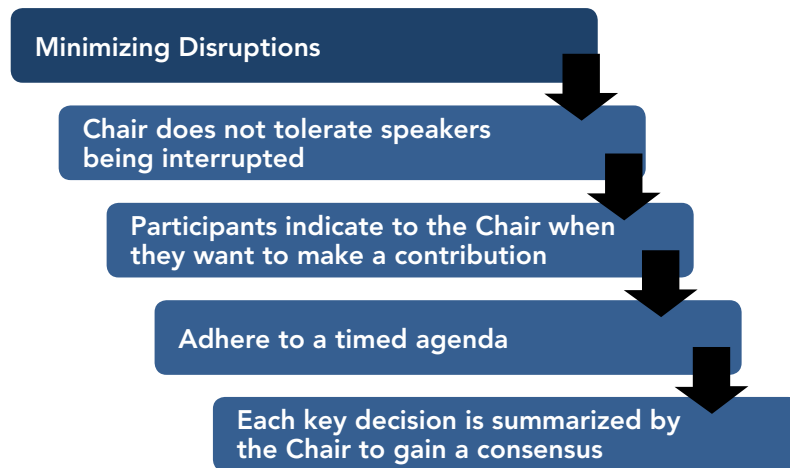 Minimizing Disruptions
Chair does not tolerate speakers
being interrupted
Participants indicate to the Chair when
they want to make a contribution
Adhere to a timed agenda
Each key decision is summarized by
the Chair to gain a consensus